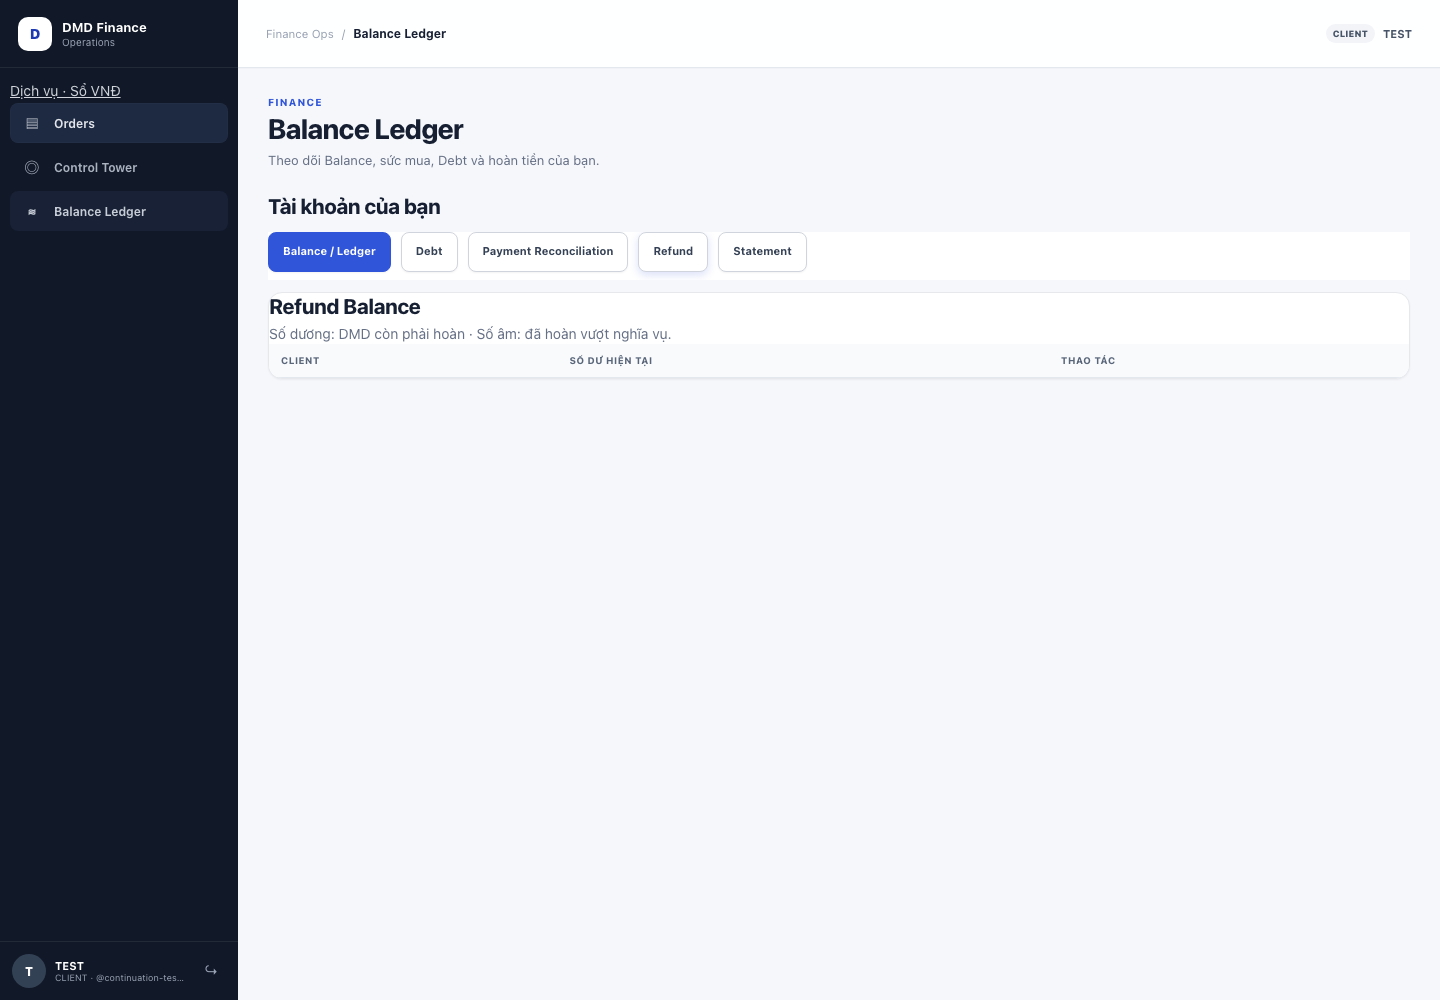 D
DMD Finance
Operations
Dịch vụ · Sổ VNĐ
Orders
Control Tower
Balance Ledger
T
TEST
CLIENT · @continuation-tes...
Finance Ops / Balance Ledger
CLIENT TEST
FINANCE
Balance Ledger
Theo dõi Balance, sức mua, Debt và hoàn tiền của bạn.
Tài khoản của bạn
Balance / Ledger Debt Payment Reconciliation Refund Statement
Refund Balance
Số dương: DMD còn phải hoàn · Số âm: đã hoàn vượt nghĩa vụ.
CLIENT SỐ DƯ HIỆN TẠI THAO TÁC